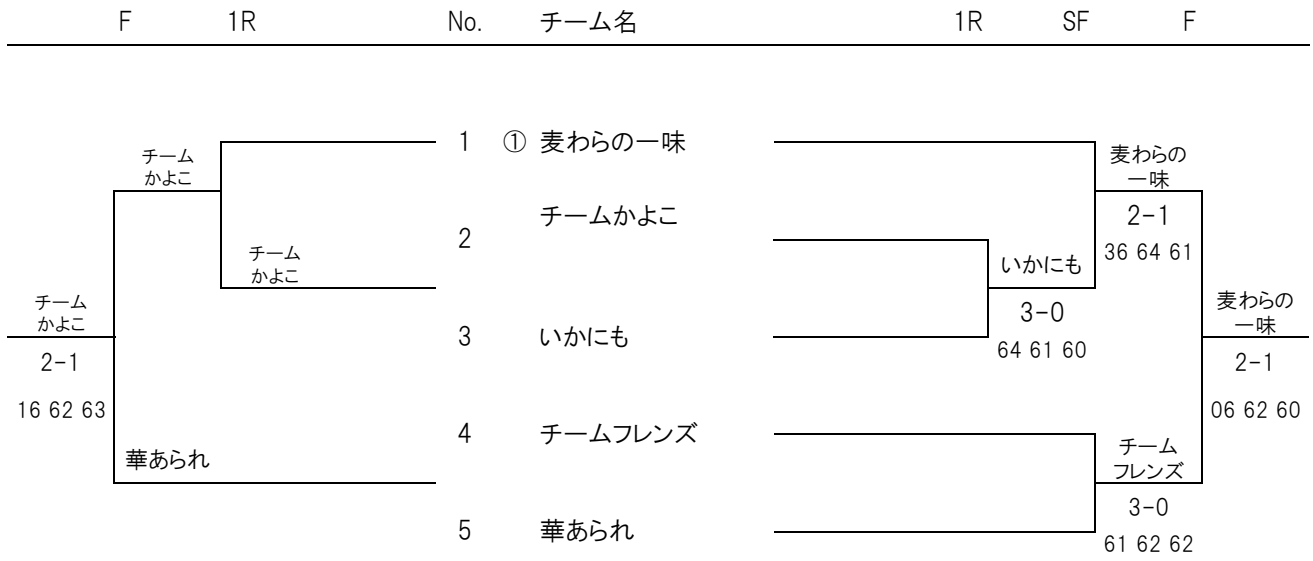 F 1R No. チーム名 1R SF F
1 ① 麦わらの一味
チーム
かよこ
麦わらの
一味
チームかよこ
2
2-1
36 64 61
チーム
かよこ
いかにも
チーム
かよこ
麦わらの
一味
3 いかにも
3-0
64 61 60
2-1
16 62 63
2-1
06 62 60
4 チームフレンズ
華あられ
チーム
フレンズ
5 華あられ
3-0
61 62 62